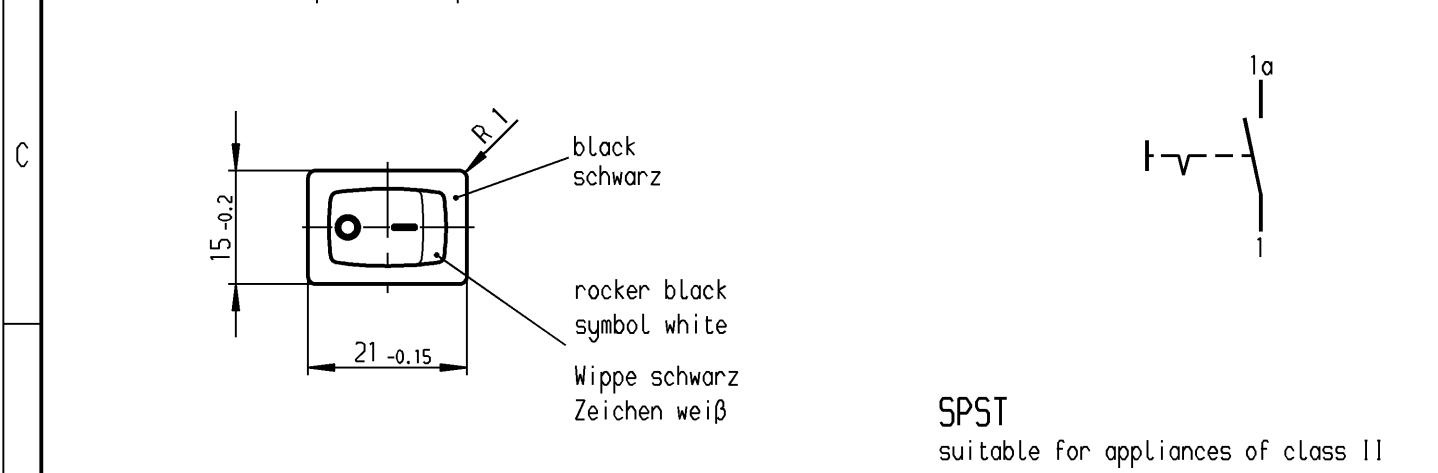 C
R 1
black
schwarz
15 -0.2
rocker black
symbol white
21 -0.15
Wippe schwarz
Zeichen weiß
1a
1
SPST
suitable for appliances of class II